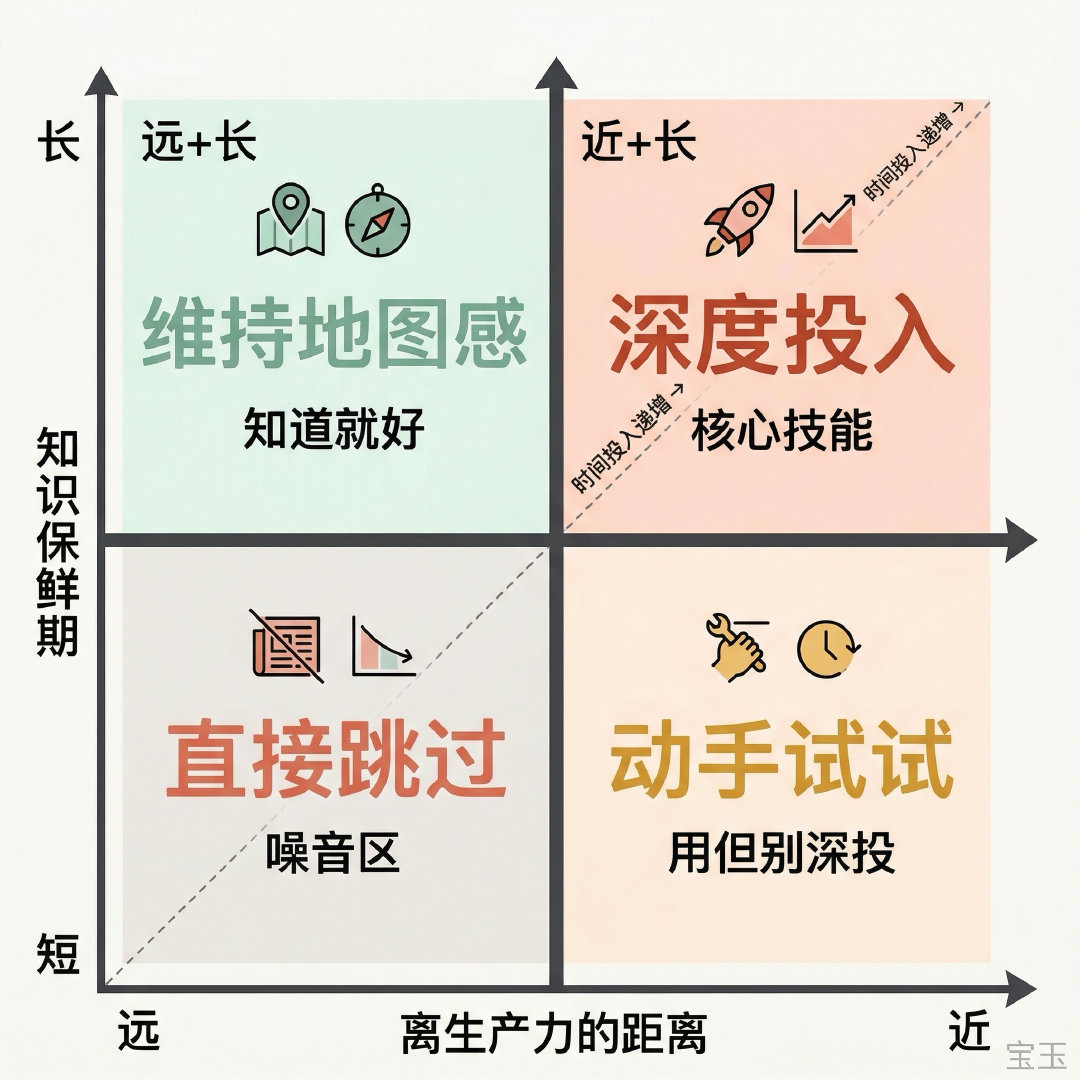 长
远+长
近+长
时间投入递增→
维持地图感
深度投入
知道就好
时间投入递增→
核心技能
知识保鲜期
直接跳过
动手试试
噪音区
用但别深投
短
远
离生产力的距离
近
宝玉